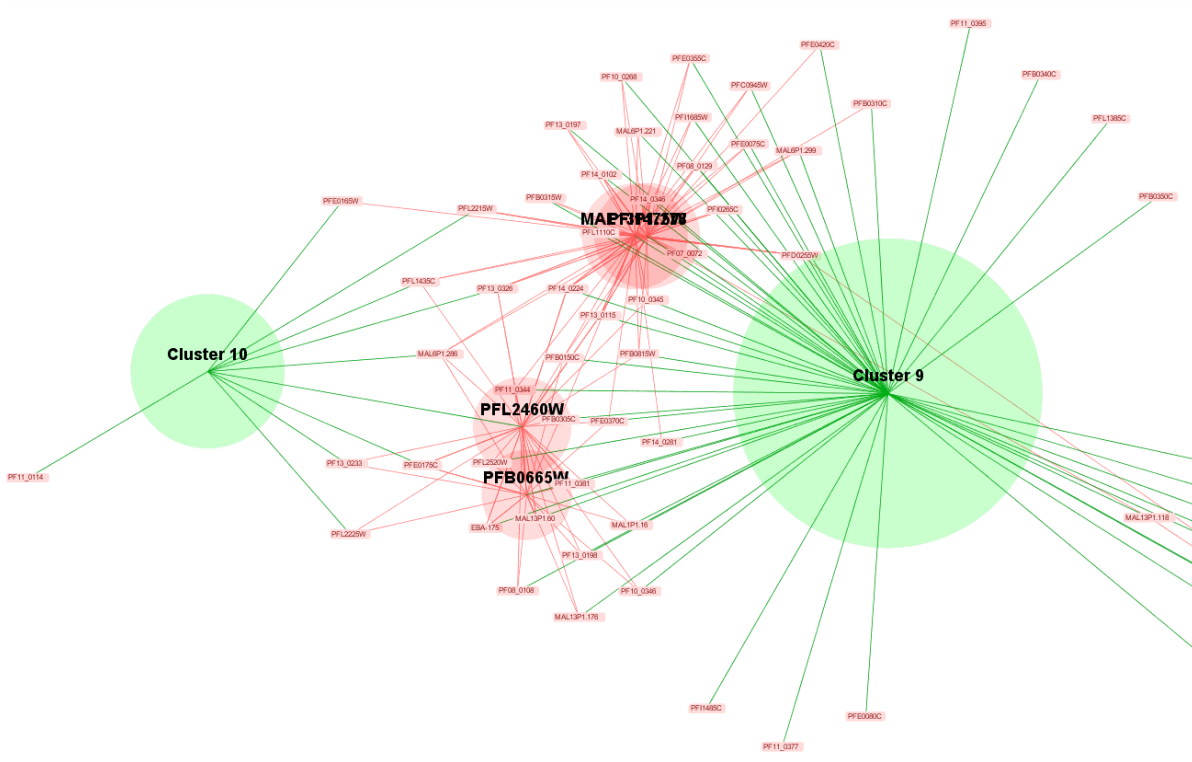 PF11_0395
PFE0420C
PFE0355C
PF10_0268
PFB0340C
PFC0945W
PFB0310C
PFI1685W
PFL1385C
PF13_0197
MAL6P1.221
PFE0075C
MAL6P1.299
PF08_0129
PF14_0102
PFE0165W
PFB0315W
PF14_0346
PFB0350C
PFL2215W
PFI0265C
PFL1110C
PF07_0072
PFD0255W
PFL1435C
PF13_0326
PF14_0224
PF10_0345
PF13_0115
Cluster 10
MAL6P1.286
PFB0150C
PFB0815W
Cluster 9
PF11_0344
PFL2460W
PFB0305C
PFE0370C
PF14_0281
PF13_0233
PFE0175C
PFL2520W
PF11_0114
PFB0665W
PF11_0381
MAL13P1.60
MAL13P1.118
EBA-175
MAL1P1.16
PFL2225W
PF13_0198
PF08_0108
PF10_0346
MAL13P1.176
PFI1485C
PFE0080C
PF11_0377